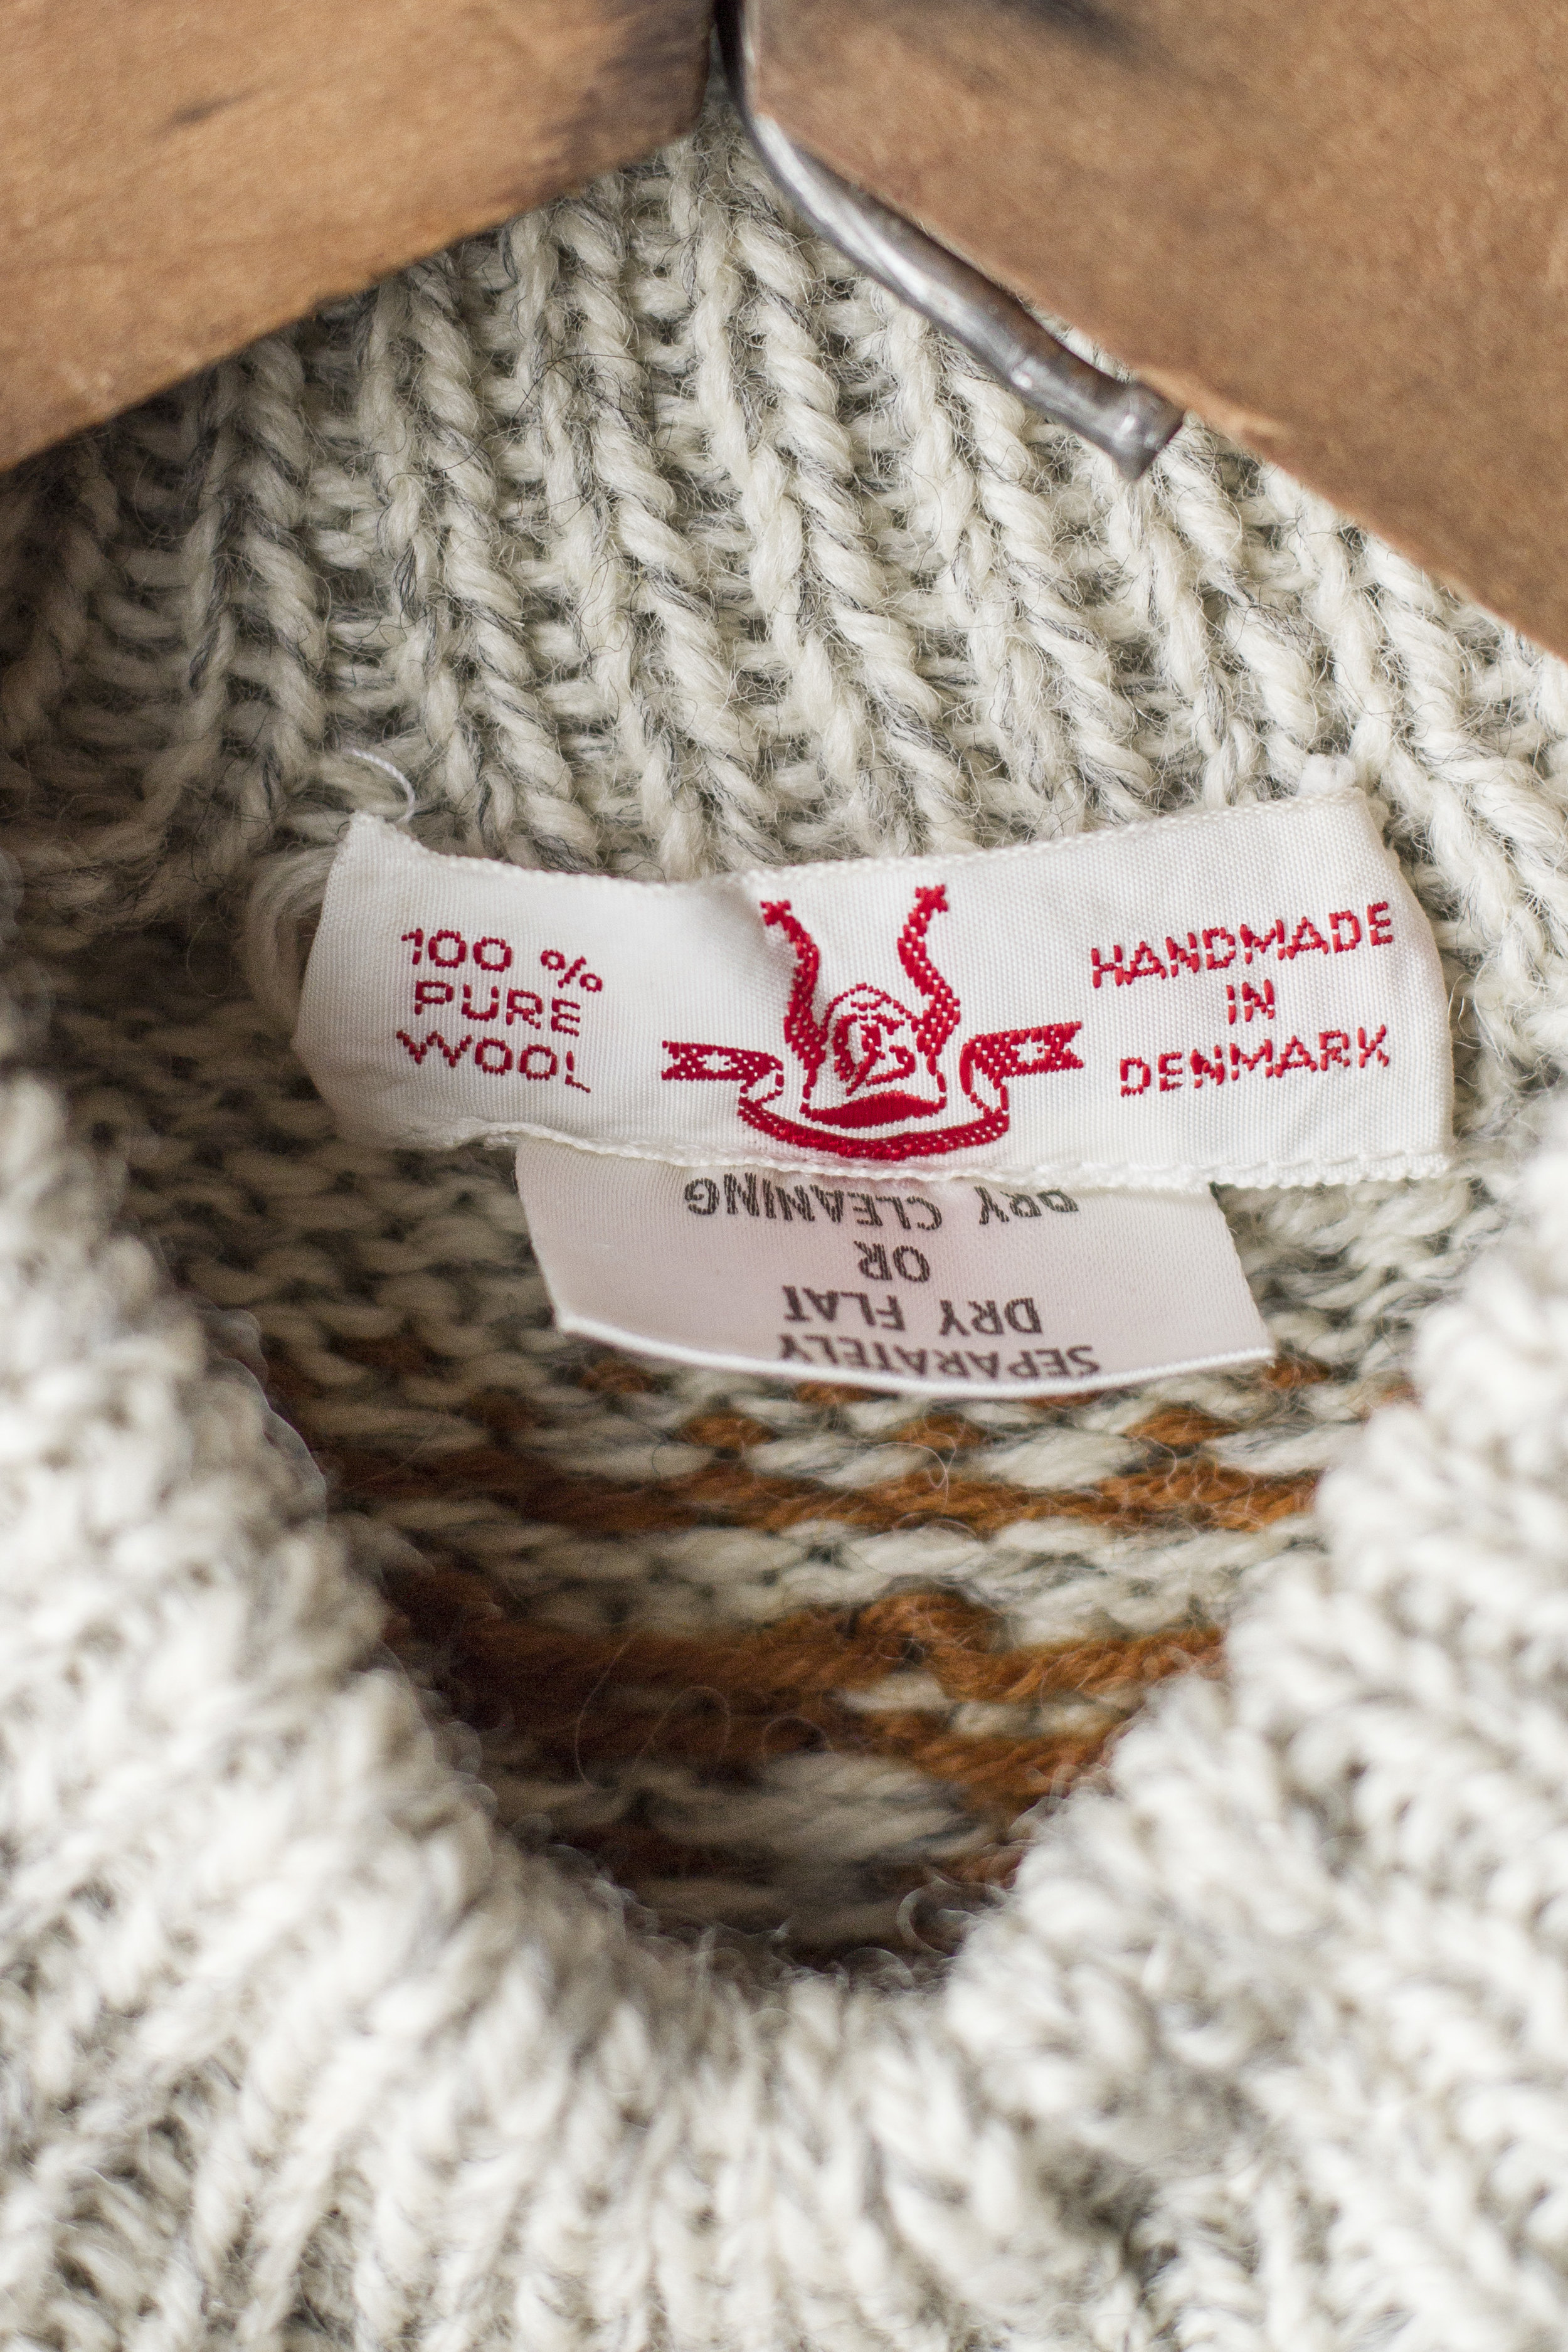 100 %
PURE
WOOL
HANDMADE
IN
DENMARK
SEPARATELY
DRY FLAT
OR
DRY CLEANING